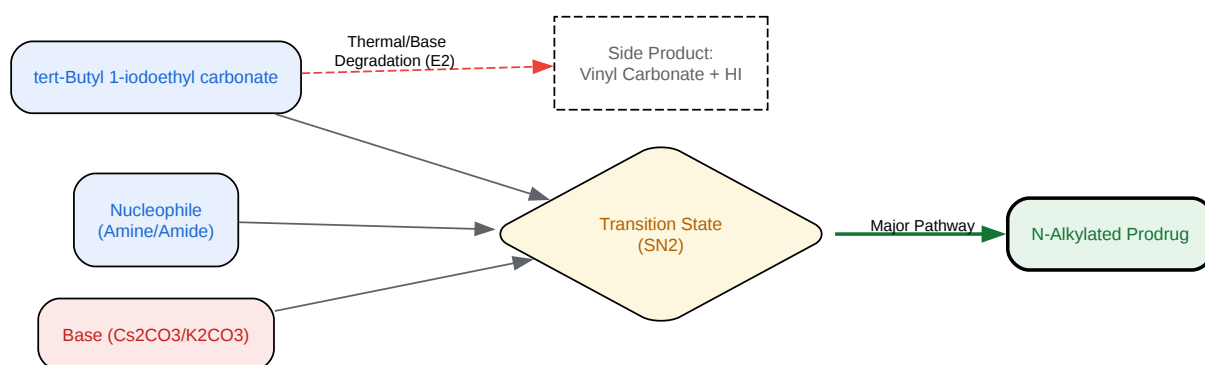 Thermal/Base
Degradation (E2)
tert-Butyl 1-iodoethyl carbonate
Side Product:
Vinyl Carbonate + HI
Nucleophile
(Amine/Amide)
Transition State
(SN2)
Major Pathway
N-Alkylated Prodrug
Base (Cs2CO3/K2CO3)